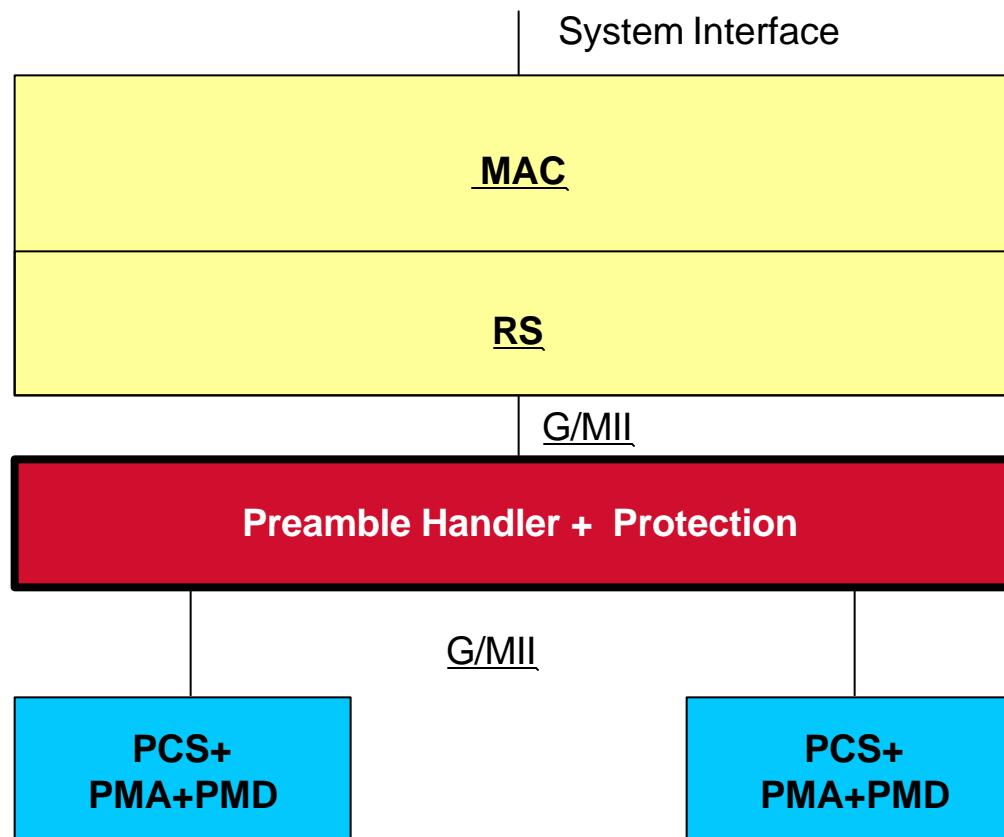 System Interface
MAC
RS
G/MII
Preamble Handler + Protection
G/MII
PCS+
PMA+PMD
PCS+
PMA+PMD